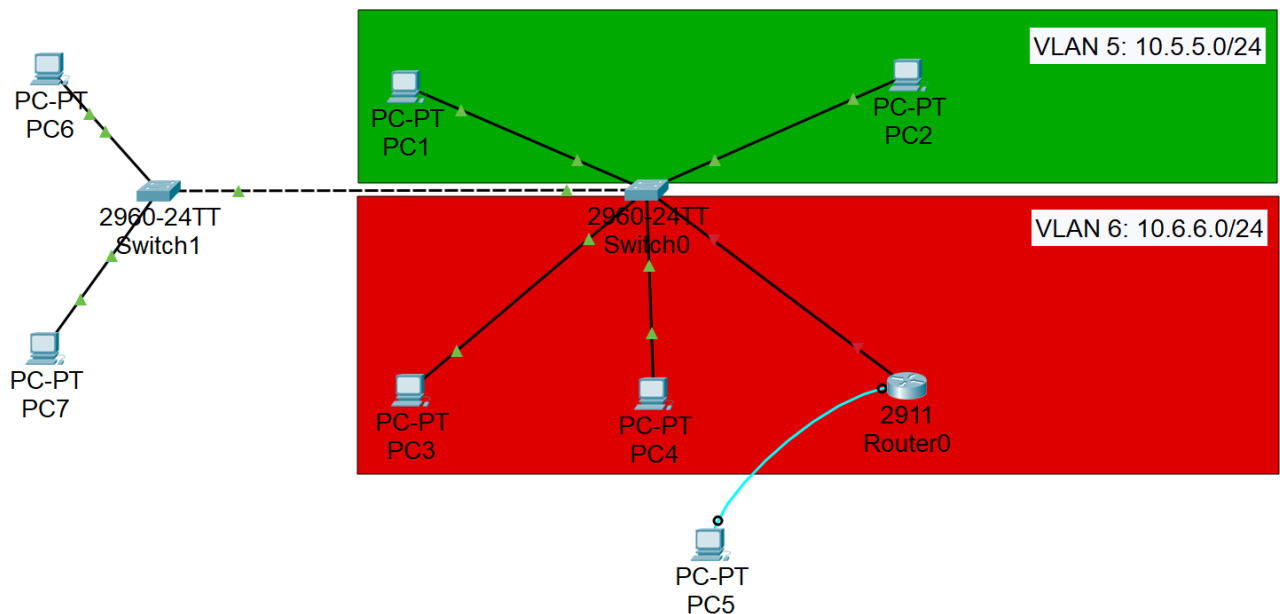 VLAN 5: 10.5.5.0/24
PC-PT
PC6
PC-PT
PC1
PC-PT
PC2
2960-24TT
Switch1
2960-24TT
Switch0
VLAN 6: 10.6.6.0/24
PC-PT
PC7
PC-PT
PC3
PC-PT
PC4
2911
Router0
PC-PT
PC5